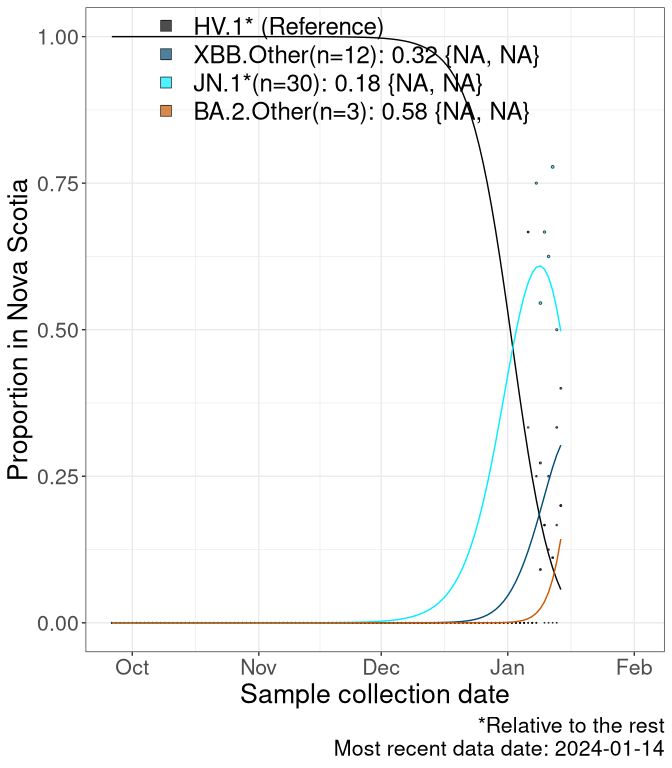 HV.1* (Reference)
XBB.Other(n=12): 0.32 {NA, NA}
JN.1*(n=30): 0.18 {NA, NA}
BA.2.Other(n=3): 0.58 {NA, NA}
Proportion in Nova Scotia
1.00
0.75
0.50
0.25
0.00
Oct Nov Dec Jan Feb
Sample collection date
*Relative to the rest
Most recent data date: 2024-01-14